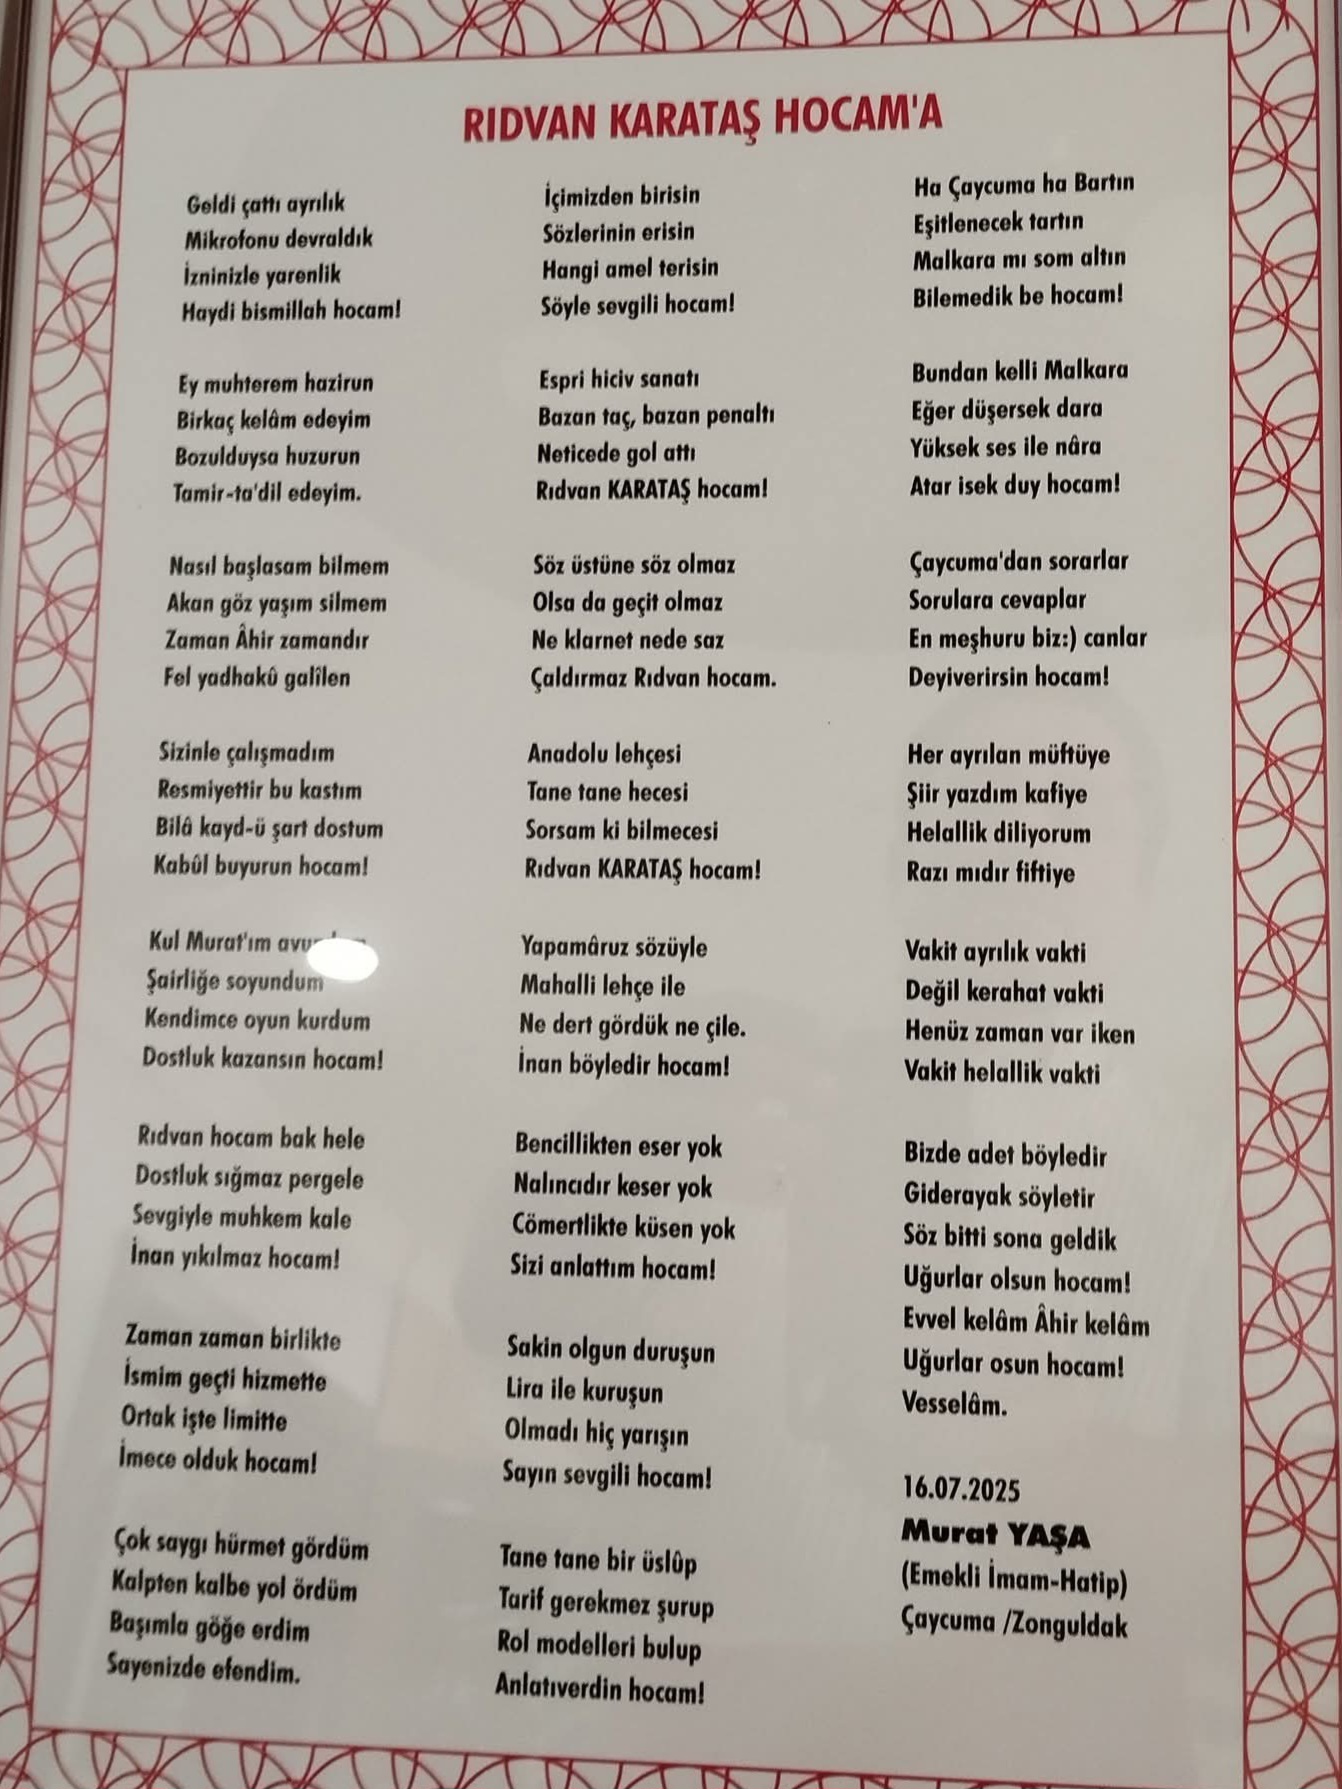 RIDVAN KARATAŞ HOCAM'A
Geldi çattı ayrılık
Mikrofonu devraldık
İzninizle yarenlik
Haydi bismillah hocam!
Ey muhterem hazirun
Birkaç kelâm edeyim
Bozulduysa huzurun
Tamir-ta'dil edeyim.
Nasıl başlasam bilmem
Akan göz yaşım silmem
Zaman Âhir zamandır
Fel yadhakû galîlen
Sizinle çalışmadım
Resmiyettir bu kastım
Bilâ kayd-ü şart dostum
Kabûl buyurun hocam!
Kul Murat'ım
Şairliğe soyundum
Kendimce oyun kurdum
Dostluk kazansın hocam!
Rıdvan hocam bak hele
Dostluk sığmaz pergele
Sevgiyle muhkem kale
İnan yıkılmaz hocam!
Zaman zaman birlikte
İsmim geçti hizmette
Ortak işte limitte
İmece olduk hocam!
Çok saygı hürmet gördüm
Kalpten kalbe yol ördüm
Başımla göğe erdim
Sayenizde efendim.
İçimizden birisin
Sözlerinin erisin
Hangi amel terisin
Söyle sevgili hocam!
Espri hiciv sanatı
Bazan taç, bazan penaltı
Neticede gol attı
Rıdvan KARATAŞ hocam!
Söz üstüne söz olmaz
Olsa da geçit olmaz
Ne klarnet nede saz
Çaldırmaz Rıdvan hocam.
Anadolu lehçesi
Tane tane hecesi
Sorsam ki bilmecesi
Rıdvan KARATAŞ hocam!
Yapamâruz sözüyle
Mahalli lehçe ile
Ne dert gördük ne çile.
İnan böyledir hocam!
Bencillikten eser yok
Nalıncıdır keser yok
Cömertlikte küsen yok
Sizi anlattım hocam!
Sakin olgun duruşun
Lira ile kuruşun
Olmadı hiç yarışın
Sayın sevgili hocam!
Tane tane bir üslûp
Tarif gerekmez şurup
Rol modelleri bulup
Anlatıverdin hocam!
Ha Çaycuma ha Bartın
Eşitlenecek tartın
Malkara mı som altın
Bilemedik be hocam!
Bundan kelli Malkara
Eğer düşersek dara
Yüksek ses ile nâra
Atar isek duy hocam!
Çaycuma'dan sorarlar
Sorulara cevaplar
En meşhuru biz:) canlar
Deyiverirsin hocam!
Her ayrılan müftüye
Şiir yazdım kafiye
Helallik diliyorum
Razı mıdır fiftiye
Vakit ayrılık vakti
Değil kerahat vakti
Henüz zaman var iken
Vakit helallik vakti
Bizde adet böyledir
Giderayak söyletir
Söz bitti sona geldik
Uğurlar olsun hocam!
Evvel kelâm Âhir kelâm
Uğurlar osun hocam!
Vesselâm.
16.07.2025
Murat YAŞA
(Emekli İmam-Hatip)
Çaycuma /Zonguldak